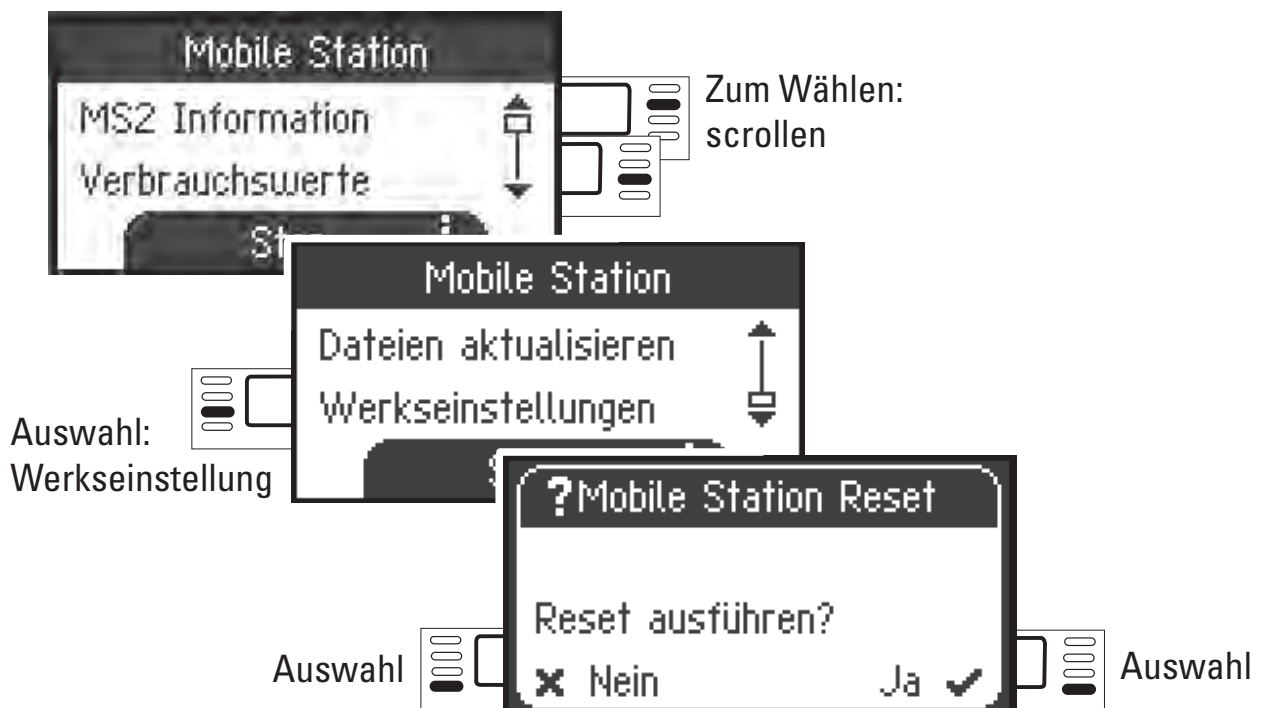 Mobile Station
MS2 Information
Verbrauchswerte
Zum Wählen:
scrollen
Mobile Station
Dateien aktualisieren
Werkseinstellungen
Auswahl:
Werkseinstellung
?Mobile Station Reset
Reset ausführen?
Nein Ja
Auswahl
Auswahl